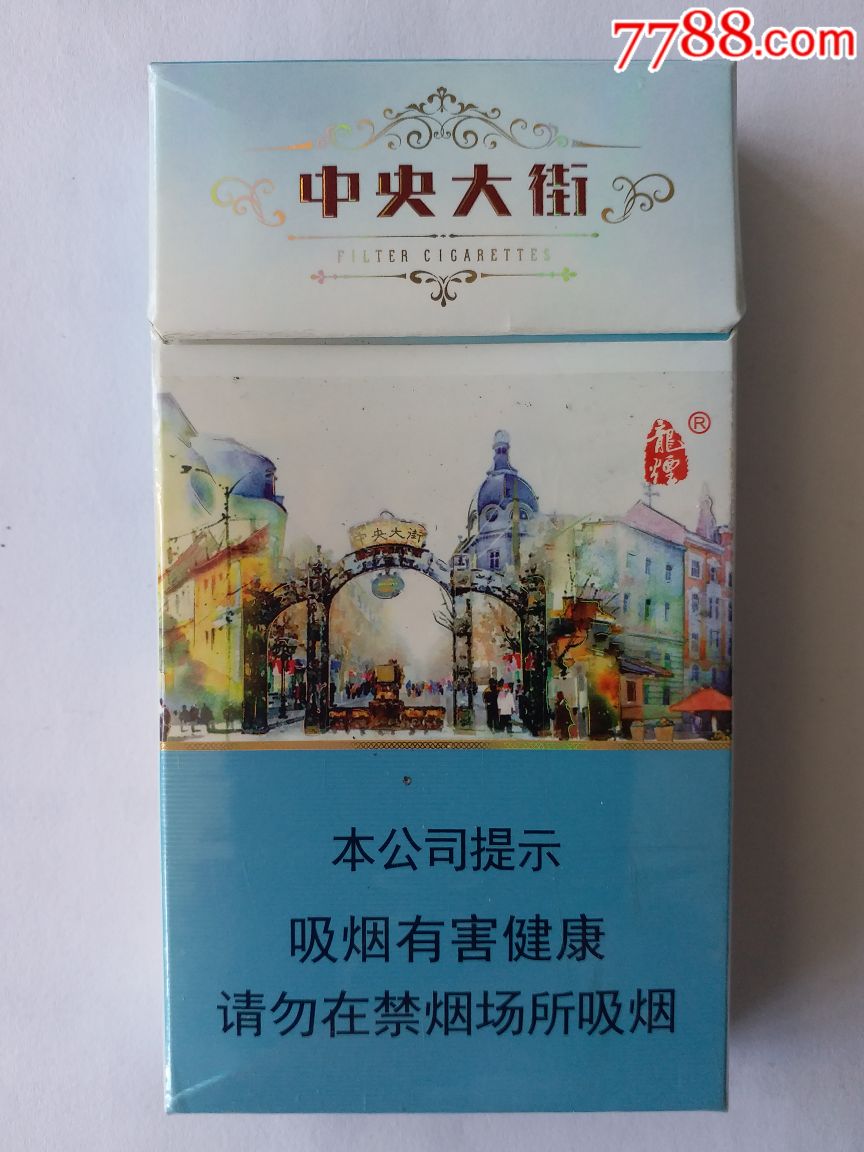 7788.com
中央大街
FILTER CIGARETTES
龍煙
®
中央大街
本公司提示
吸烟有害健康
请勿在禁烟场所吸烟